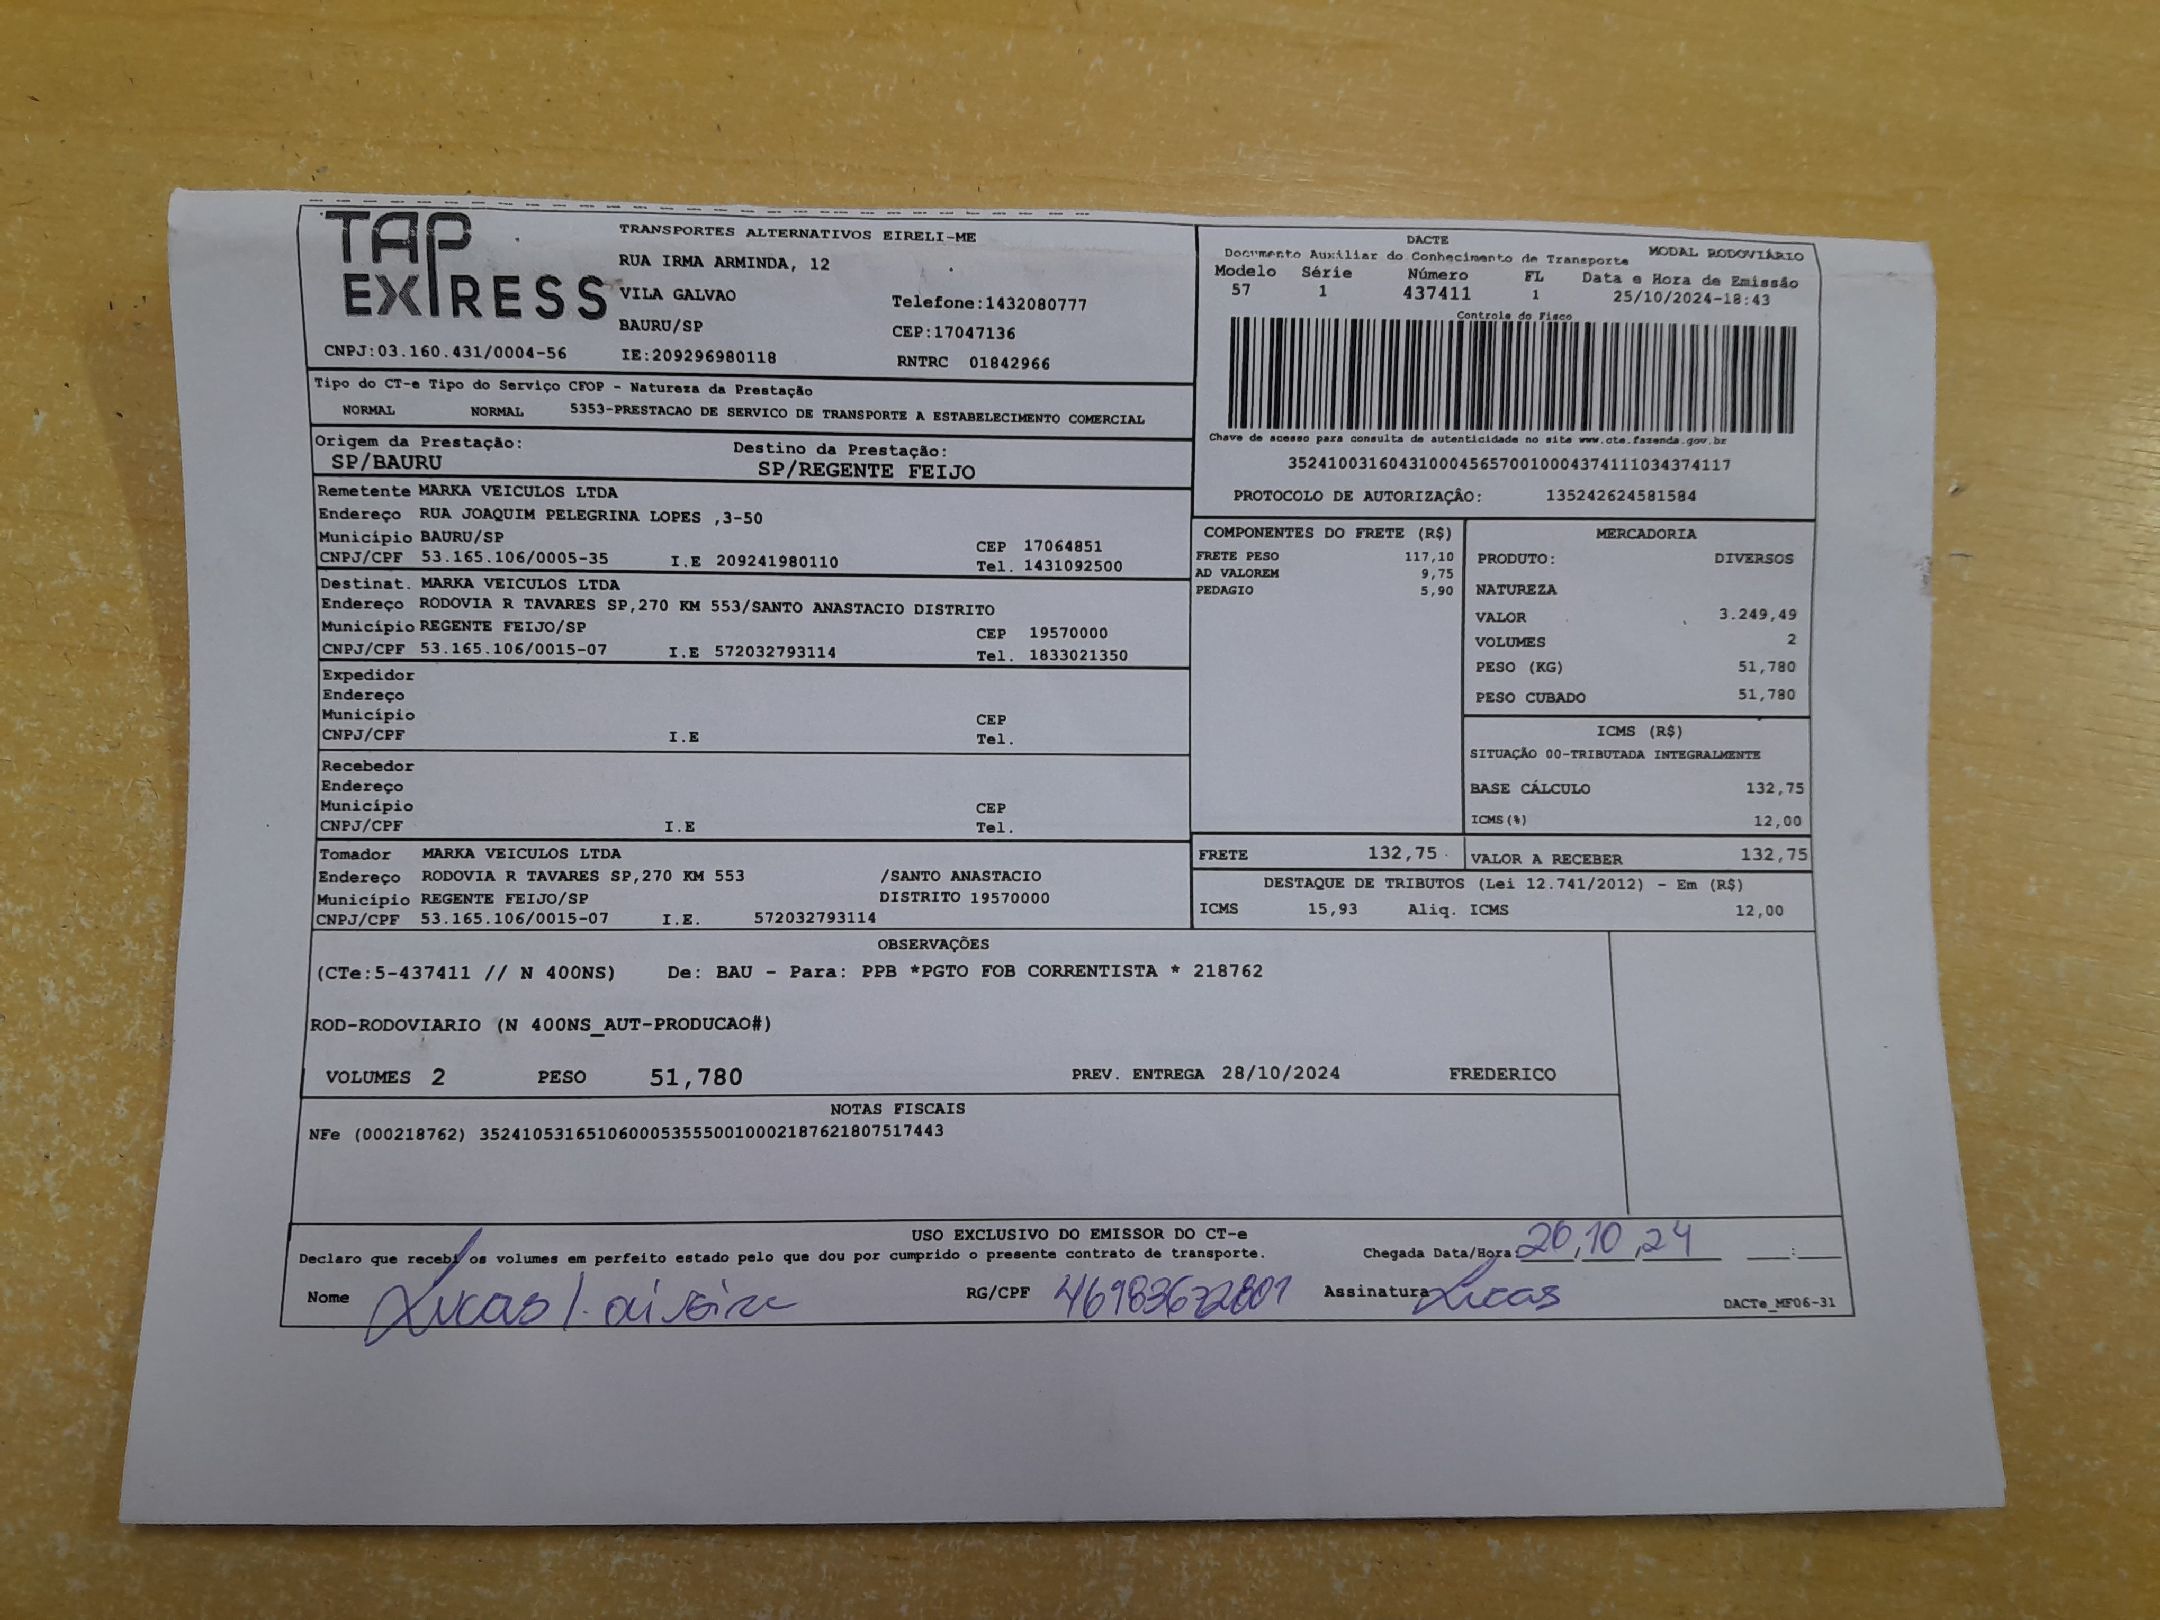 TAP EXPRESS
TRANSPORTES ALTERNATIVOS EIRELI-ME
RUA IRMA ARMINDA, 12
VILA GALVAO Telefone:1432080777
BAURU/SP CEP:17047136
CNPJ:03.160.431/0004-56 IE:209296980118 RNTRC 01842966
DACTE
Documento Auxiliar do Conhecimento de Transporte MODAL RODOVIÁRIO
Modelo Série Número FL Data e Hora de Emissão
57 1 437411 1 25/10/2024-18:43
Controle do Fisco
Chave de acesso para consulta de autenticidade no site www.cte.fazenda.gov.br
35241003160431000456570010004374111034374117
PROTOCOLO DE AUTORIZAÇÂO: 135242624581584
Tipo do CT-e Tipo do Serviço CFOP - Natureza da Prestação
NORMAL NORMAL 5353-PRESTACAO DE SERVICO DE TRANSPORTE A ESTABELECIMENTO COMERCIAL
Origem da Prestação: Destino da Prestação:
SP/BAURU SP/REGENTE FEIJO
Remetente MARKA VEICULOS LTDA
Endereço RUA JOAQUIM PELEGRINA LOPES ,3-50
Município BAURU/SP CEP 17064851
CNPJ/CPF 53.165.106/0005-35 I.E 209241980110 Tel. 1431092500
Destinat. MARKA VEICULOS LTDA
Endereço RODOVIA R TAVARES SP,270 KM 553/SANTO ANASTACIO DISTRITO
Município REGENTE FEIJO/SP CEP 19570000
CNPJ/CPF 53.165.106/0015-07 I.E 572032793114 Tel. 1833021350
Expedidor
Endereço
Município CEP
CNPJ/CPF I.E Tel.
Recebedor
Endereço
Município CEP
CNPJ/CPF I.E Tel.
Tomador MARKA VEICULOS LTDA
Endereço RODOVIA R TAVARES SP,270 KM 553 /SANTO ANASTACIO
Município REGENTE FEIJO/SP DISTRITO 19570000
CNPJ/CPF 53.165.106/0015-07 I.E. 572032793114
COMPONENTES DO FRETE (R$)
FRETE PESO 117,10
AD VALOREM 9,75
PEDAGIO 5,90
MERCADORIA
PRODUTO: DIVERSOS
NATUREZA
VALOR 3.249,49
VOLUMES 2
PESO (KG) 51,780
PESO CUBADO 51,780
ICMS (R$)
SITUAÇÃO 00-TRIBUTADA INTEGRALMENTE
BASE CÁLCULO 132,75
ICMS(%) 12,00
FRETE 132,75 VALOR A RECEBER 132,75
DESTAQUE DE TRIBUTOS (Lei 12.741/2012) - Em (R$)
ICMS 15,93 Aliq. ICMS 12,00
OBSERVAÇÕES
(CTe:5-437411 // N 400NS) De: BAU - Para: PPB *PGTO FOB CORRENTISTA * 218762
ROD-RODOVIARIO (N 400NS_AUT-PRODUCAO#)
VOLUMES 2 PESO 51,780 PREV. ENTREGA 28/10/2024 FREDERICO
NOTAS FISCAIS
NFe (000218762) 35241053165106000535550010002187621807517443
USO EXCLUSIVO DO EMISSOR DO CT-e
Declaro que recebi os volumes em perfeito estado pelo que dou por cumprido o presente contrato de transporte. Chegada Data/Hora: ,10,24 :
Nome Lucas RG/CPF Assinatura Lucas DACTe_MF06-31